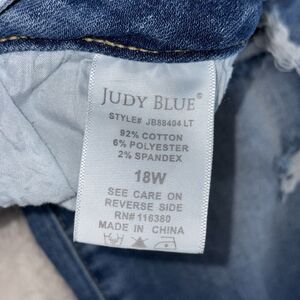 JUDY BLUE®
STYLE# JB88404 LT
92% COTTON
6% POLYESTER
2% SPANDEX
18W
SEE CARE ON
REVERSE SIDE
RN# 116380
MADE IN CHINA